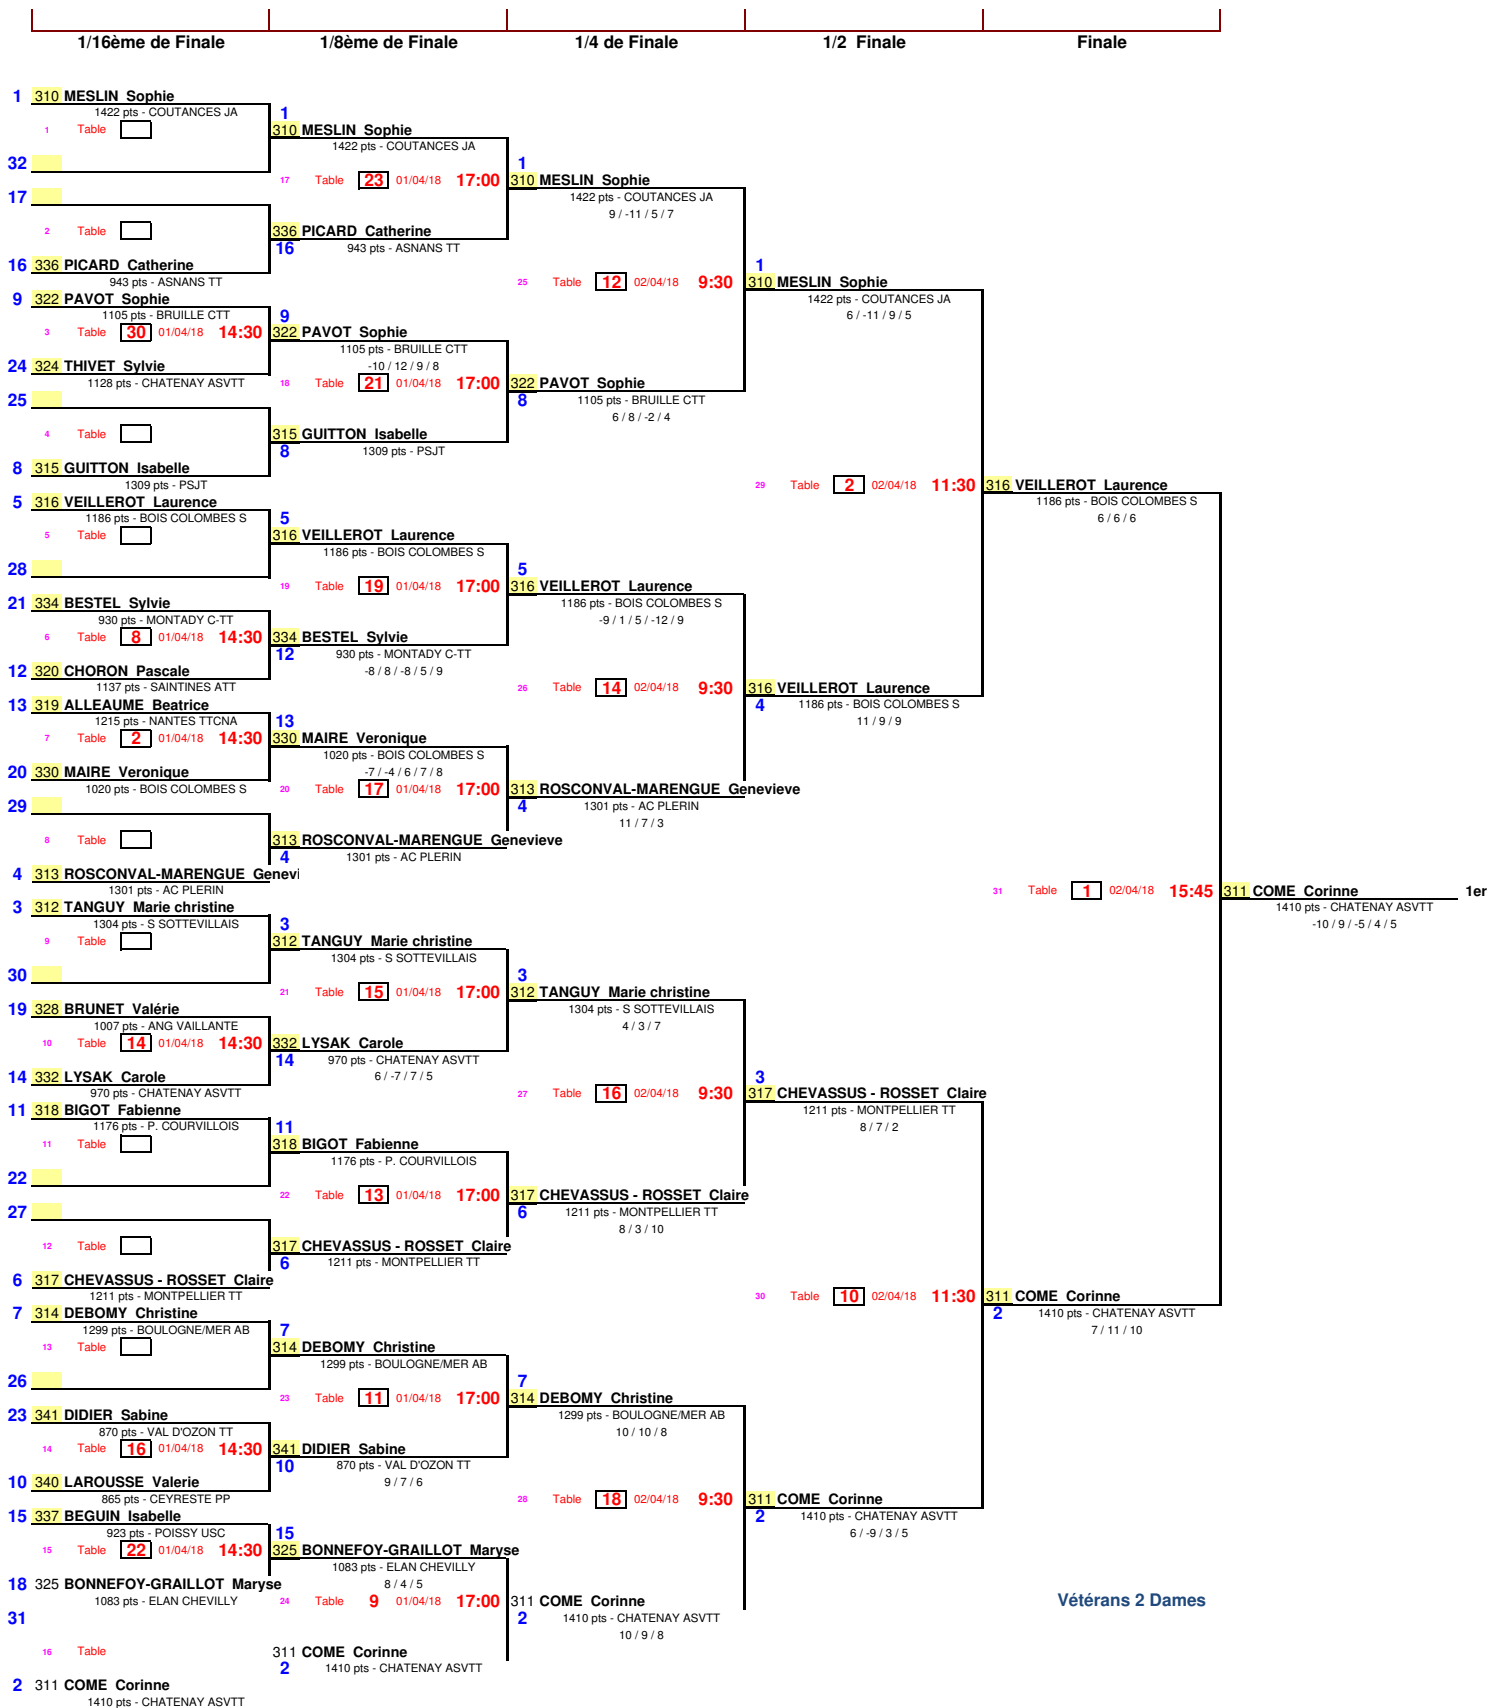 1/16ème de Finale
1/8ème de Finale
1/4 de Finale
1/2 Finale
Finale
1 310 MESLIN Sophie
1422 pts - COUTANCES JA
1 Table
32
17
2 Table
16 336 PICARD Catherine
943 pts - ASNANS TT
9 322 PAVOT Sophie
1105 pts - BRUILLE CTT
3 Table 30 01/04/18 14:30
24 324 THIVET Sylvie
1128 pts - CHATENAY ASVTT
25
4 Table
8 315 GUITTON Isabelle
1309 pts - PSJT
5 316 VEILLEROT Laurence
1186 pts - BOIS COLOMBES S
5 Table
28
21 334 BESTEL Sylvie
930 pts - MONTADY C-TT
6 Table 8 01/04/18 14:30
12 320 CHORON Pascale
1137 pts - SAINTINES ATT
13 319 ALLEAUME Beatrice
1215 pts - NANTES TTCNA
7 Table 2 01/04/18 14:30
20 330 MAIRE Veronique
1020 pts - BOIS COLOMBES S
29
8 Table
4 313 ROSCONVAL-MARENGUE Genevi
1301 pts - AC PLERIN
3 312 TANGUY Marie christine
1304 pts - S SOTTEVILLAIS
9 Table
30
19 328 BRUNET Valérie
1007 pts - ANG VAILLANTE
10 Table 14 01/04/18 14:30
14 332 LYSAK Carole
970 pts - CHATENAY ASVTT
11 318 BIGOT Fabienne
1176 pts - P. COURVILLOIS
11 Table
22
27
12 Table
6 317 CHEVASSUS - ROSSET Claire
1211 pts - MONTPELLIER TT
7 314 DEBOMY Christine
1299 pts - BOULOGNE/MER AB
13 Table
26
23 341 DIDIER Sabine
870 pts - VAL D'OZON TT
14 Table 16 01/04/18 14:30
10 340 LAROUSSE Valerie
865 pts - CEYRESTE PP
15 337 BEGUIN Isabelle
923 pts - POISSY USC
15 Table 22 01/04/18 14:30
18 325 BONNEFOY-GRAILLOT Maryse
1083 pts - ELAN CHEVILLY
31
16 Table
2 311 COME Corinne
1410 pts - CHATENAY ASVTT
1
310 MESLIN Sophie
1422 pts - COUTANCES JA
17 Table 23 01/04/18 17:00
336 PICARD Catherine
16 943 pts - ASNANS TT
9
322 PAVOT Sophie
1105 pts - BRUILLE CTT
-10 / 12 / 9 / 8
18 Table 21 01/04/18 17:00
315 GUITTON Isabelle
8 1309 pts - PSJT
5
316 VEILLEROT Laurence
1186 pts - BOIS COLOMBES S
19 Table 19 01/04/18 17:00
334 BESTEL Sylvie
12 930 pts - MONTADY C-TT
-8 / 8 / -8 / 5 / 9
13
330 MAIRE Veronique
1020 pts - BOIS COLOMBES S
-7 / -4 / 6 / 7 / 8
20 Table 17 01/04/18 17:00
313 ROSCONVAL-MARENGUE Genevieve
4 1301 pts - AC PLERIN
3
312 TANGUY Marie christine
1304 pts - S SOTTEVILLAIS
21 Table 15 01/04/18 17:00
332 LYSAK Carole
14 970 pts - CHATENAY ASVTT
6 / -7 / 7 / 5
11
318 BIGOT Fabienne
1176 pts - P. COURVILLOIS
22 Table 13 01/04/18 17:00
317 CHEVASSUS - ROSSET Claire
6 1211 pts - MONTPELLIER TT
7
314 DEBOMY Christine
1299 pts - BOULOGNE/MER AB
23 Table 11 01/04/18 17:00
341 DIDIER Sabine
10 870 pts - VAL D'OZON TT
9 / 7 / 6
15
325 BONNEFOY-GRAILLOT Maryse
1083 pts - ELAN CHEVILLY
8 / 4 / 5
24 Table 9 01/04/18 17:00
311 COME Corinne
2 1410 pts - CHATENAY ASVTT
1
310 MESLIN Sophie
1422 pts - COUTANCES JA
9 / -11 / 5 / 7
25 Table 12 02/04/18 9:30
322 PAVOT Sophie
8 1105 pts - BRUILLE CTT
6 / 8 / -2 / 4
5
316 VEILLEROT Laurence
1186 pts - BOIS COLOMBES S
-9 / 1 / 5 / -12 / 9
26 Table 14 02/04/18 9:30
313 ROSCONVAL-MARENGUE Genevieve
4 1301 pts - AC PLERIN
11 / 7 / 3
3
312 TANGUY Marie christine
1304 pts - S SOTTEVILLAIS
4 / 3 / 7
27 Table 16 02/04/18 9:30
317 CHEVASSUS - ROSSET Claire
6 1211 pts - MONTPELLIER TT
8 / 3 / 10
7
314 DEBOMY Christine
1299 pts - BOULOGNE/MER AB
10 / 10 / 8
28 Table 18 02/04/18 9:30
311 COME Corinne
2 1410 pts - CHATENAY ASVTT
10 / 9 / 8
1
310 MESLIN Sophie
1422 pts - COUTANCES JA
6 / -11 / 9 / 5
29 Table 2 02/04/18 11:30
316 VEILLEROT Laurence
4 1186 pts - BOIS COLOMBES S
11 / 9 / 9
3
317 CHEVASSUS - ROSSET Claire
1211 pts - MONTPELLIER TT
8 / 7 / 2
30 Table 10 02/04/18 11:30
311 COME Corinne
2 1410 pts - CHATENAY ASVTT
6 / -9 / 3 / 5
316 VEILLEROT Laurence
1186 pts - BOIS COLOMBES S
6 / 6 / 6
31 Table 1 02/04/18 15:45
311 COME Corinne
2 1410 pts - CHATENAY ASVTT
7 / 11 / 10
311 COME Corinne 1er
1410 pts - CHATENAY ASVTT
-10 / 9 / -5 / 4 / 5
Vétérans 2 Dames